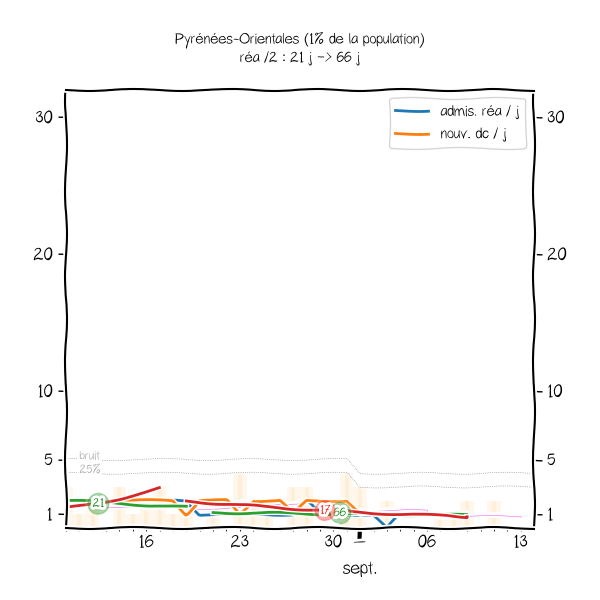 Pyrénées-Orientales (1% de la population)
réa /2 : 21 j -> 66 j
admis. réa / j
nouv. dc / j
30 30
20 20
10 10
5 5
bruit
25%
1 1
21 17 66
16 23 30 06 13
sept.